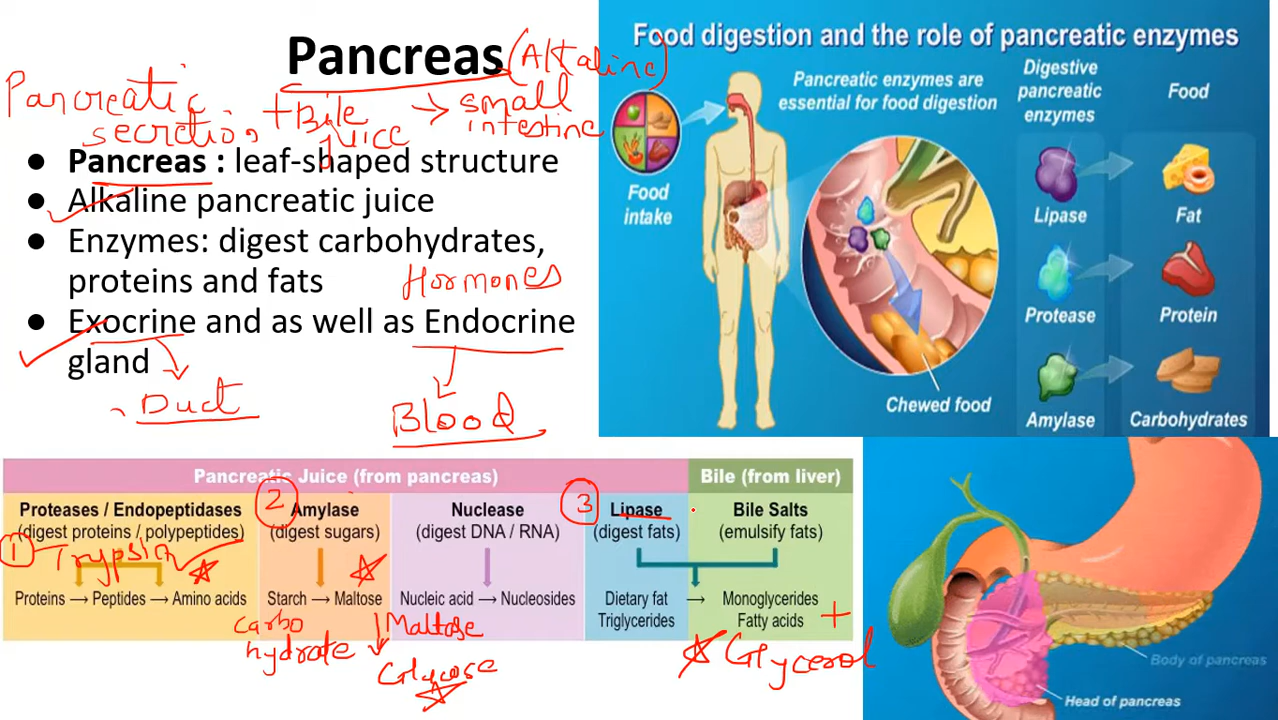 Pancreas (Alkaline)
Pancreatic secretion + Bile juice → small intestine
● Pancreas : leaf-shaped structure
● Alkaline pancreatic juice
● Enzymes: digest carbohydrates,
proteins and fats
Hormones
● Exocrine and as well as Endocrine
gland
Duct
Blood
Food digestion and the role of pancreatic enzymes
Pancreatic enzymes are
essential for food digestion
Digestive
pancreatic
enzymes
Food
Food
intake
Chewed food
Lipase
Fat
Protease
Protein
Amylase
Carbohydrates
Pancreatic Juice (from pancreas)
Bile (from liver)
Proteases / Endopeptidases
(digest proteins / polypeptides)
① Trypsin
Proteins → Peptides → Amino acids
② Amylase
(digest sugars)
Starch → Maltose
carbo
hydrate
Maltose
Glucose
Nuclease
(digest DNA / RNA)
Nucleic acid → Nucleosides
③ Lipase
(digest fats)
Dietary fat
Triglycerides
→
Bile Salts
(emulsify fats)
Monoglycerides
Fatty acids +
Glycerol
Body of pancreas
Head of pancreas